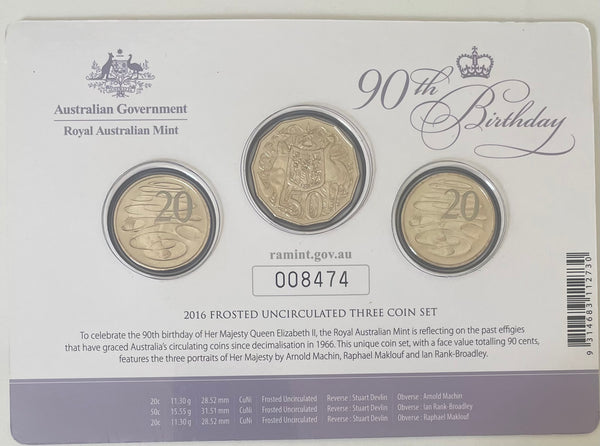 Australian Government
Royal Australian Mint
90th
Birthday
20
50
20
ramint.gov.au
008474
2016 FROSTED UNCIRCULATED THREE COIN SET
To celebrate the 90th birthday of Her Majesty Queen Elizabeth II, the Royal Australian Mint is reflecting on the past effigies
that have graced Australia's circulating coins since decimalisation in 1966. This unique coin set, with a face value totalling 90 cents,
features the three portraits of Her Majesty by Arnold Machin, Raphael Maklouf and Ian Rank-Broadley.
20c 11.30 g 28.52 mm CuNi Frosted Uncirculated Reverse : Stuart Devlin Obverse : Arnold Machin
50c 15.55 g 31.51 mm CuNi Frosted Uncirculated Reverse : Stuart Devlin Obverse : Ian Rank-Broadley
20c 11.30 g 28.52 mm CuNi Frosted Uncirculated Reverse : Stuart Devlin Obverse : Raphael Maklouf
9 314683 112730